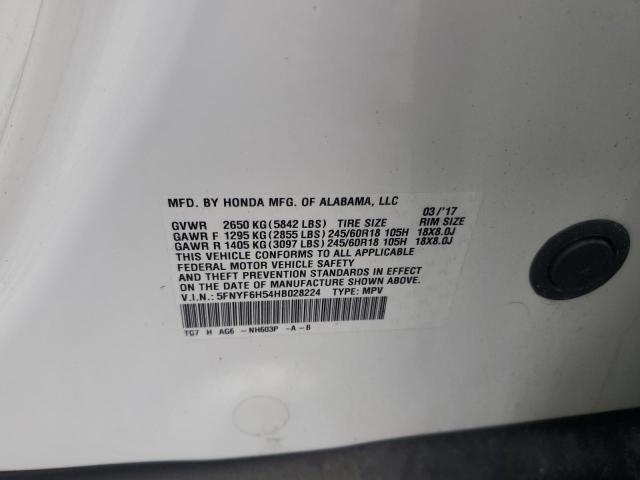 MFD. BY HONDA MFG. OF ALABAMA, LLC
03/'17
GVWR 2650 KG (5842 LBS) TIRE SIZE RIM SIZE
GAWR F 1295 KG (2855 LBS) 245/60R18 105H 18X8.0J
GAWR R 1405 KG (3097 LBS) 245/60R18 105H 18X8.0J
THIS VEHICLE CONFORMS TO ALL APPLICABLE
FEDERAL MOTOR VEHICLE SAFETY
AND THEFT PREVENTION STANDARDS IN EFFECT
ON THE DATE OF MANUFACTURE SHOWN ABOVE.
V.I.N.: 5FNYF6H54HB028224 TYPE: MPV
TG7 H AG6 -NH603P -A-B